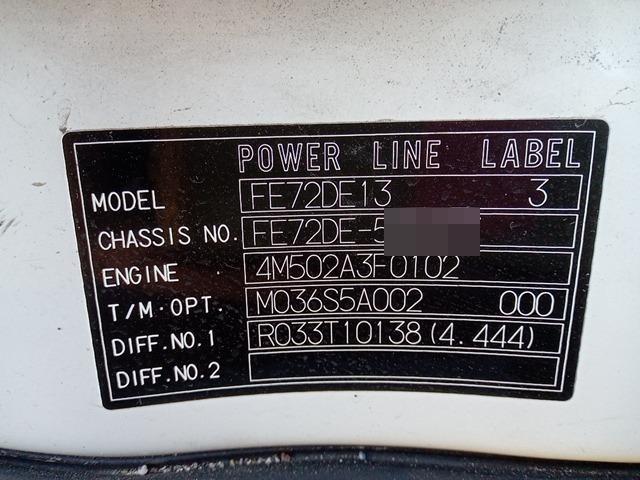 POWER LINE LABEL
MODEL FE72DE13 3
CHASSIS NO. FE72DE-5
ENGINE 4M502A3F0102
T/M·OPT. M036S5A002 000
DIFF.NO.1 R033T10138(4.444)
DIFF.NO.2